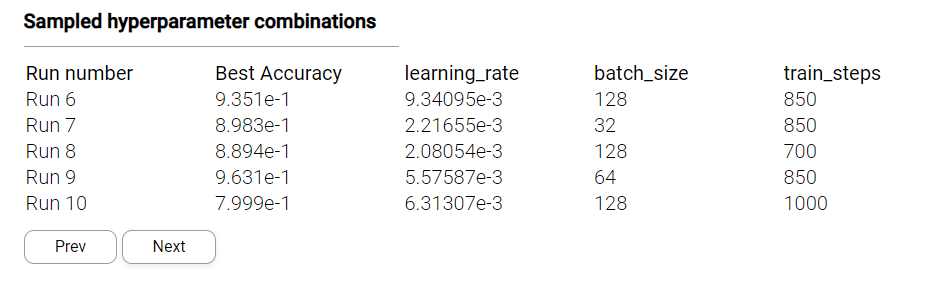 Sampled hyperparameter combinations
Run number Best Accuracy learning_rate batch_size train_steps
Run 6 9.351e-1 9.34095e-3 128 850
Run 7 8.983e-1 2.21655e-3 32 850
Run 8 8.894e-1 2.08054e-3 128 700
Run 9 9.631e-1 5.57587e-3 64 850
Run 10 7.999e-1 6.31307e-3 128 1000
Prev Next